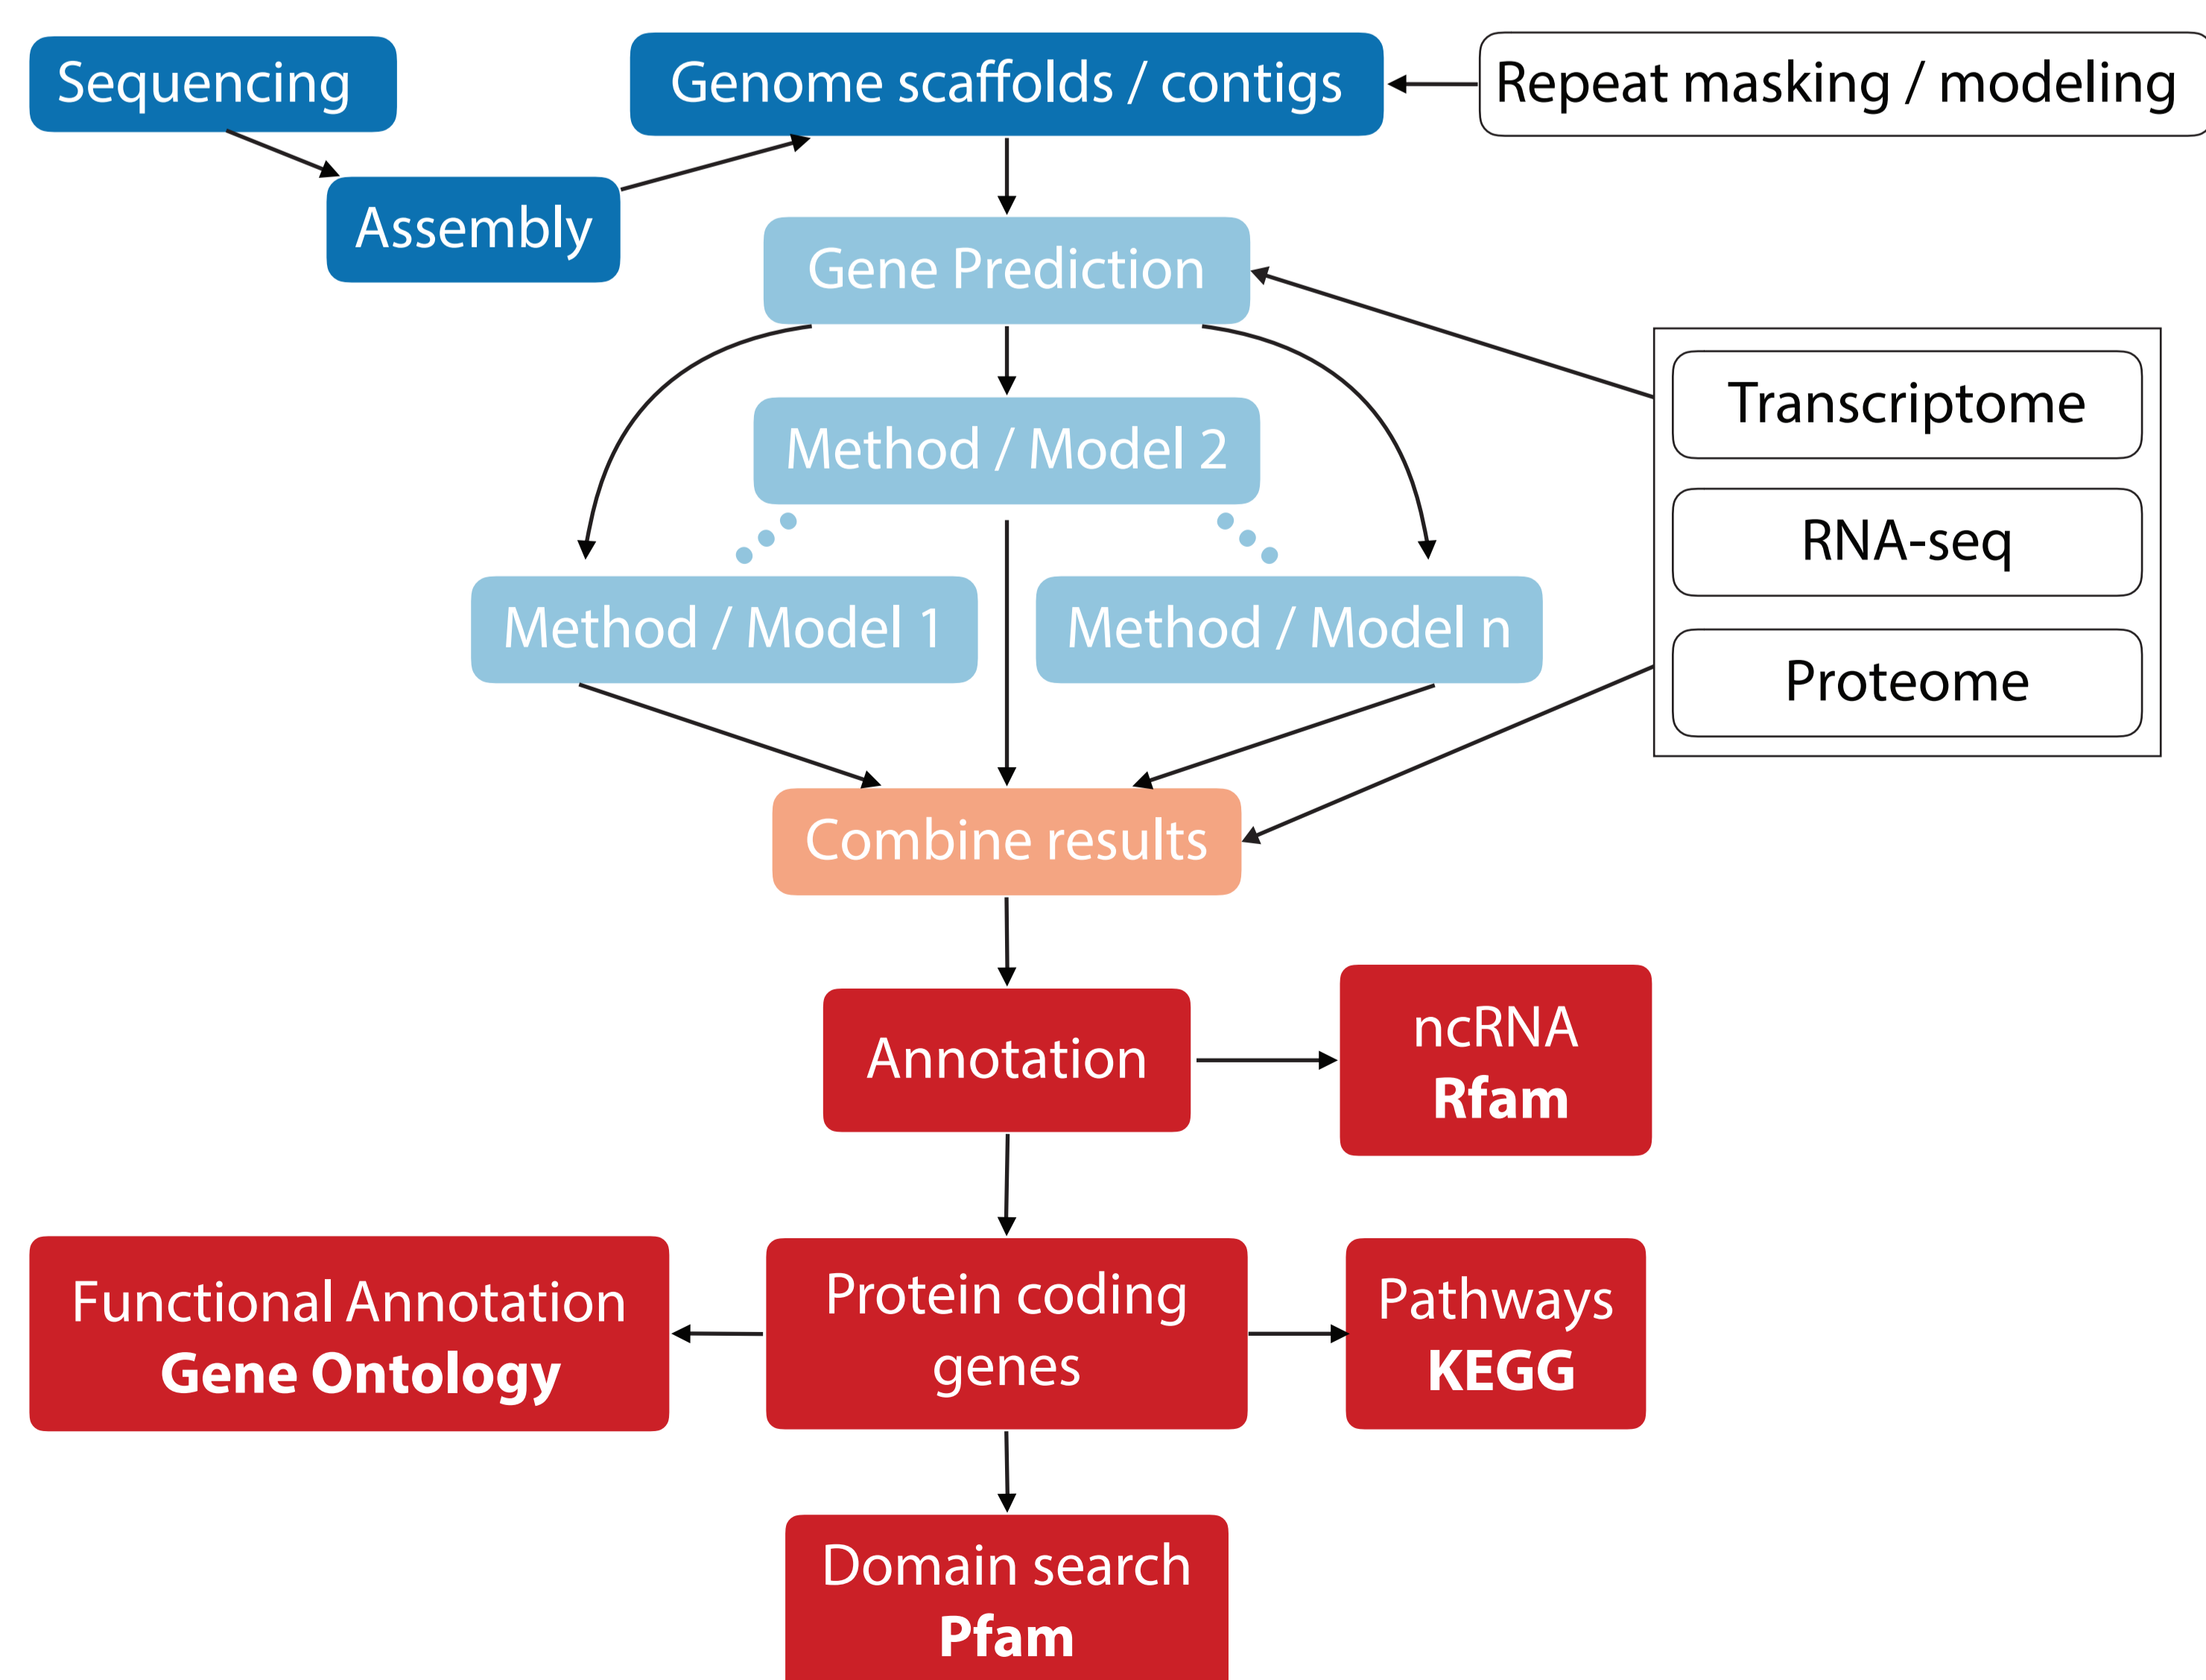 Sequencing
Genome scaffolds / contigs
Repeat masking / modeling
Assembly
Gene Prediction
Transcriptome
Method / Model 2
RNA-seq
Method / Model 1
Method / Model n
Proteome
Combine results
Annotation
ncRNA
Rfam
Functional Annotation
Gene Ontology
Protein coding
genes
Pathways
KEGG
Domain search
Pfam